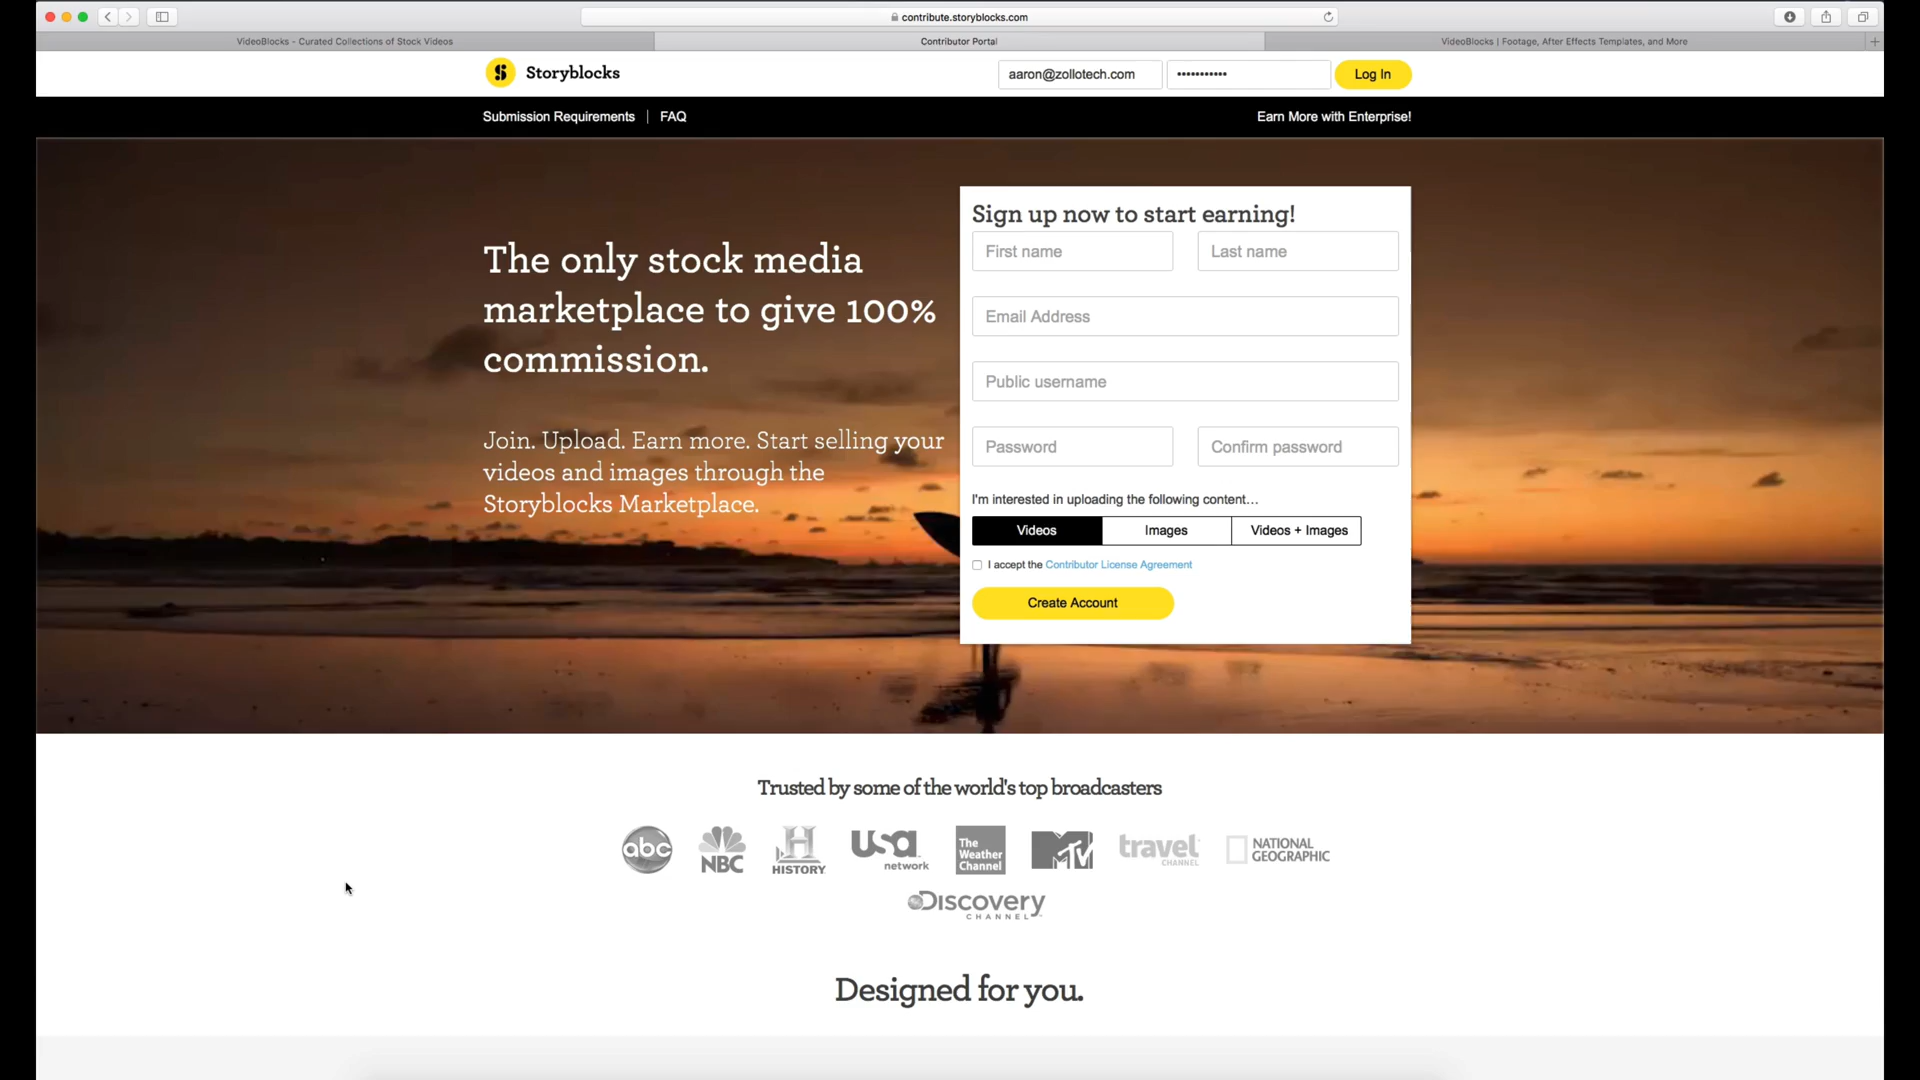 contribute.storyblocks.com
VideoBlocks - Curated Collections of Stock Videos
Contributor Portal
VideoBlocks | Footage, After Effects Templates, and More
Storyblocks
aaron@zollotech.com
•••••••••••
Log In
Submission Requirements | FAQ
Earn More with Enterprise!
The only stock media
marketplace to give 100%
commission.
Join. Upload. Earn more. Start selling your
videos and images through the
Storyblocks Marketplace.
Sign up now to start earning!
First name
Last name
Email Address
Public username
Password
Confirm password
I'm interested in uploading the following content…
Videos
Images
Videos + Images
I accept the Contributor License Agreement
Create Account
Trusted by some of the world's top broadcasters
abc
NBC
H
HISTORY
USA
network
The
Weather
Channel
MTV
travel
CHANNEL
NATIONAL
GEOGRAPHIC
Discovery
CHANNEL
Designed for you.